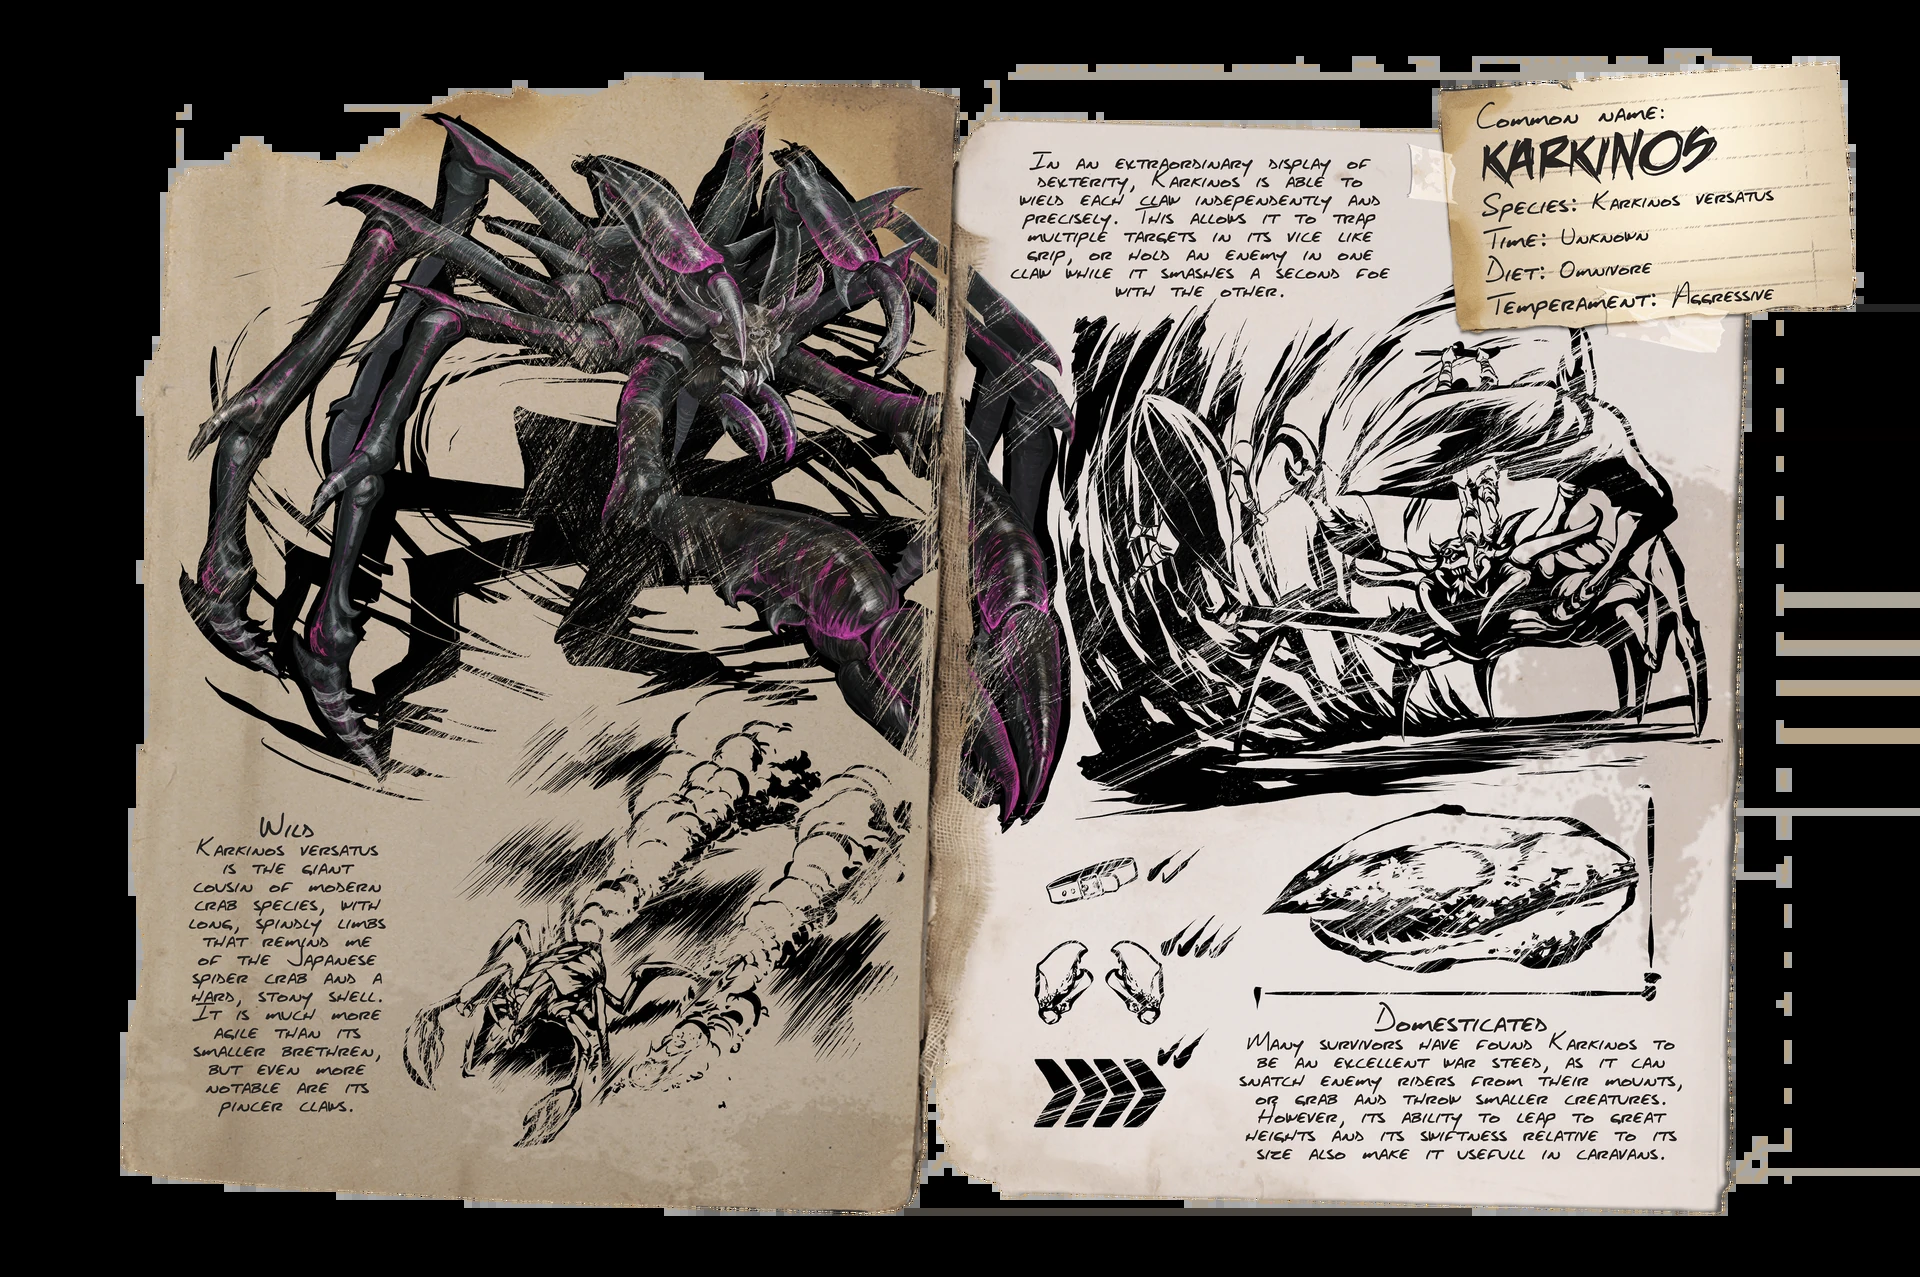 Wild
Karkinos versatus
is the giant
cousin of modern
crab species, with
long, spindly limbs
that remind me
of the Japanese
spider crab and a
hard, stony shell.
It is much more
agile than its
smaller brethren,
but even more
notable are its
pincer claws.
In an extraordinary display of
dexterity, Karkinos is able to
wield each claw independently and
precisely. This allows it to trap
multiple targets in its vice like
grip, or hold an enemy in one
claw while it smashes a second foe
with the other.
Common name:
Karkinos
Species: Karkinos versatus
Time: Unknown
Diet: Omnivore
Temperament: Aggressive
Domesticated
Many survivors have found Karkinos to
be an excellent war steed, as it can
snatch enemy riders from their mounts,
or grab and throw smaller creatures.
However, its ability to leap to great
heights and its swiftness relative to its
size also make it usefull in caravans.